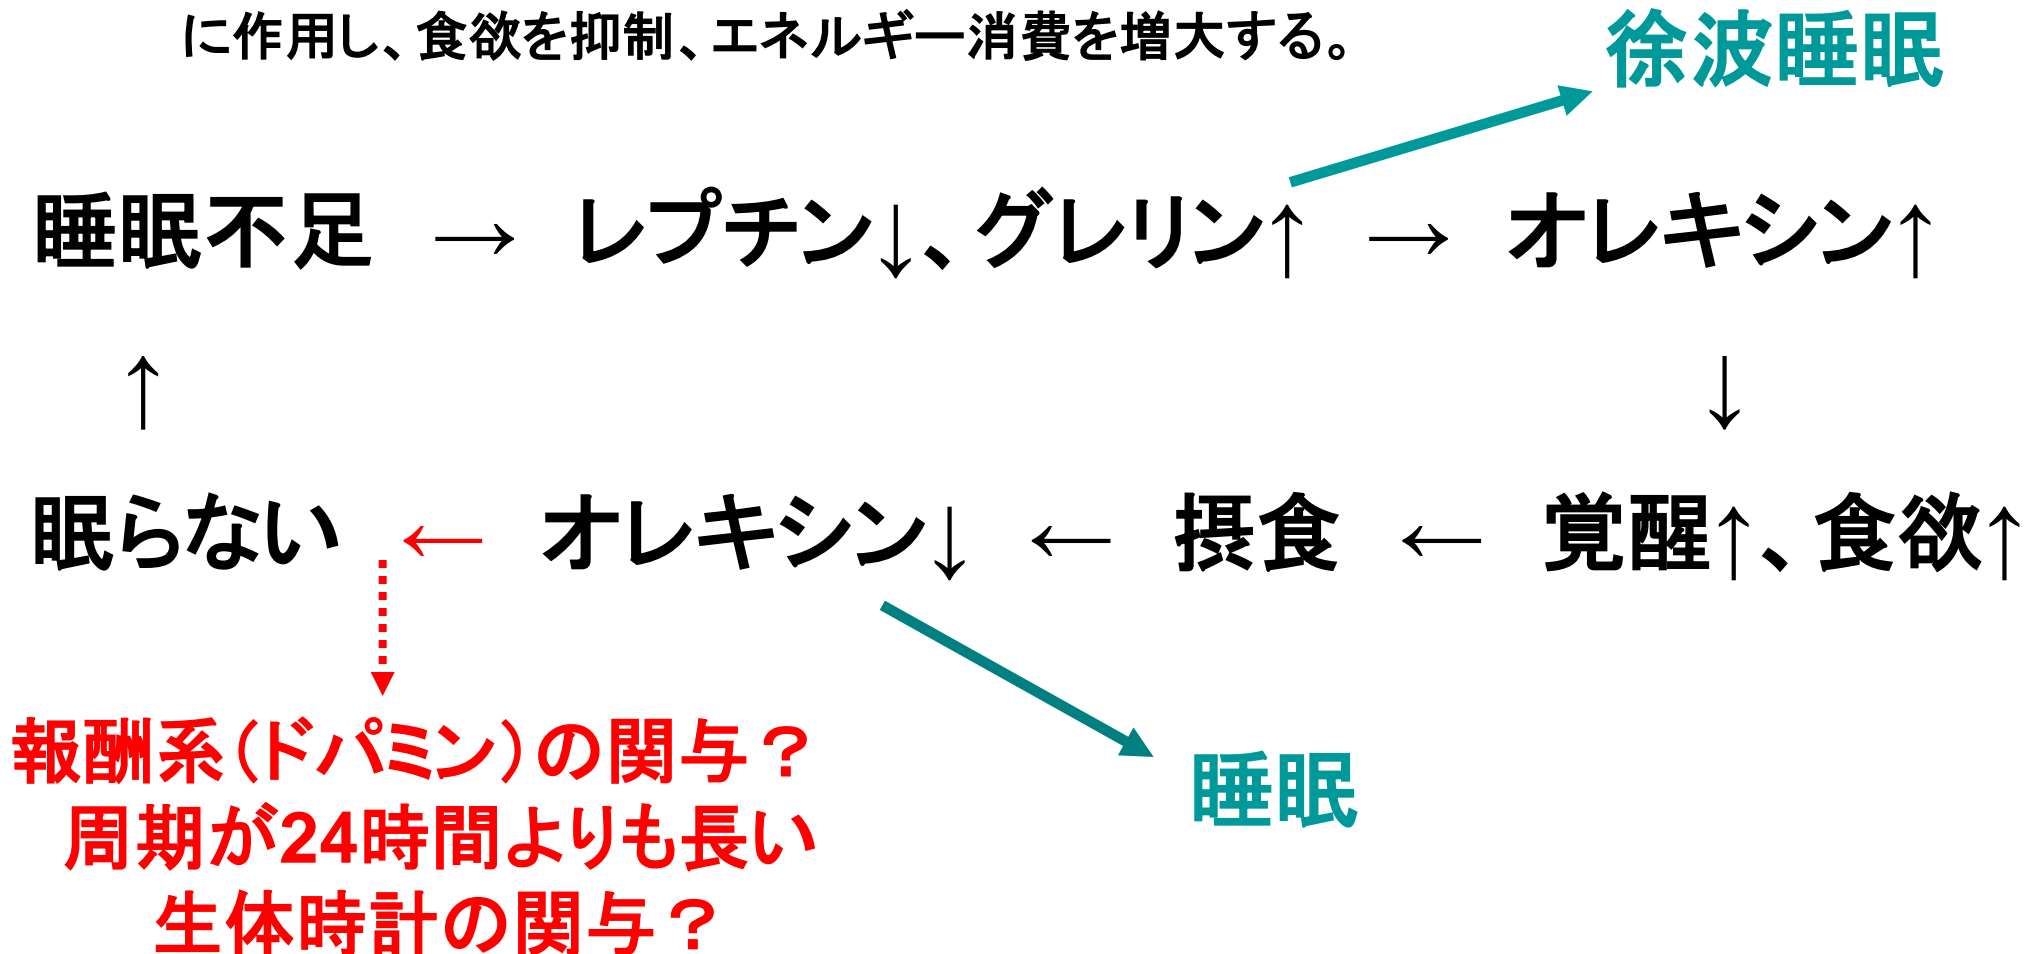 に作用し、食欲を抑制、エネルギー消費を増大する。
徐波睡眠
睡眠不足 → レプチン↓、グレリン↑ → オレキシン↑
↑ ↓
眠らない ← オレキシン↓ ← 摂食 ← 覚醒↑、食欲↑
報酬系（ドパミン）の関与？
睡眠
周期が24時間よりも長い
生体時計の関与？